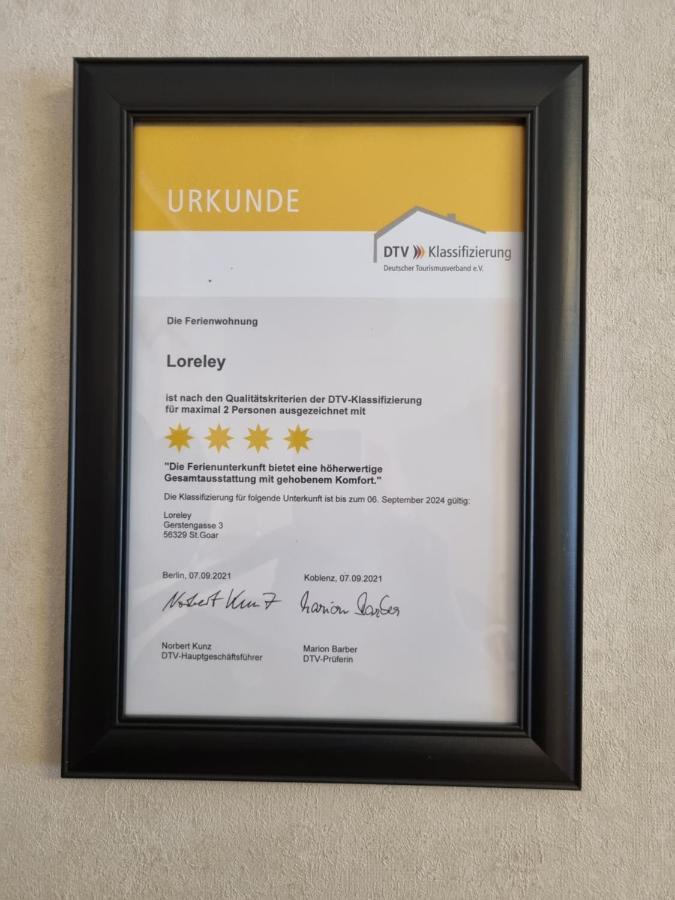 URKUNDE
DTV Klassifizierung
Deutscher Tourismusverband e.V.
Die Ferienwohnung
Loreley
ist nach den Qualitätskriterien der DTV-Klassifizierung
für maximal 2 Personen ausgezeichnet mit
"Die Ferienunterkunft bietet eine höherwertige
Gesamtausstattung mit gehobenem Komfort."
Die Klassifizierung für folgende Unterkunft ist bis zum 06. September 2024 gültig:
Loreley
Gerstengasse 3
56329 St.Goar
Berlin, 07.09.2021
Koblenz, 07.09.2021
Norbert Kunz
Marion Barber
Norbert Kunz
DTV-Hauptgeschäftsführer
Marion Barber
DTV-Prüferin